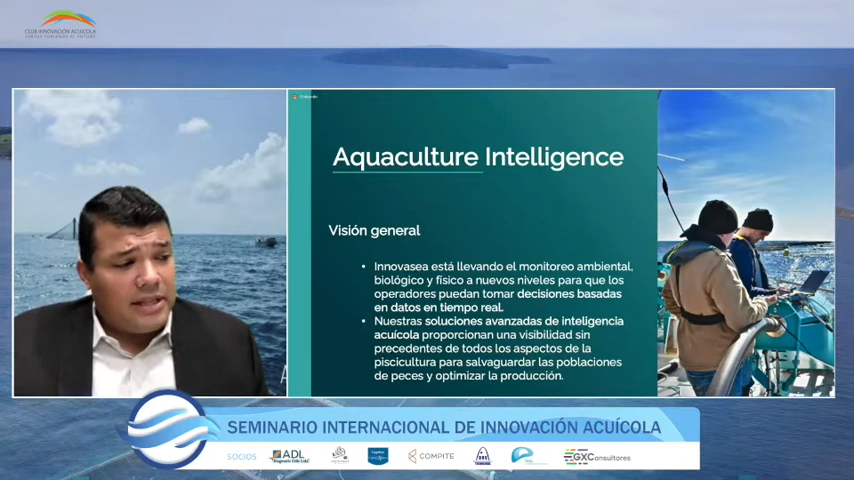 CLUB INNOVACIÓN ACUÍCOLA
Aquaculture Intelligence
Visión general
• Innovasea está llevando el monitoreo ambiental,
biológico y físico a nuevos niveles para que los
operadores puedan tomar decisiones basadas
en datos en tiempo real.
• Nuestras soluciones avanzadas de inteligencia
acuícola proporcionan una visibilidad sin
precedentes de todos los aspectos de la
piscicultura para salvaguardar las poblaciones
de peces y optimizar la producción.
SEMINARIO INTERNACIONAL DE INNOVACIÓN ACUÍCOLA
SOCIOS
ADL
COMPITE
GXConsultores